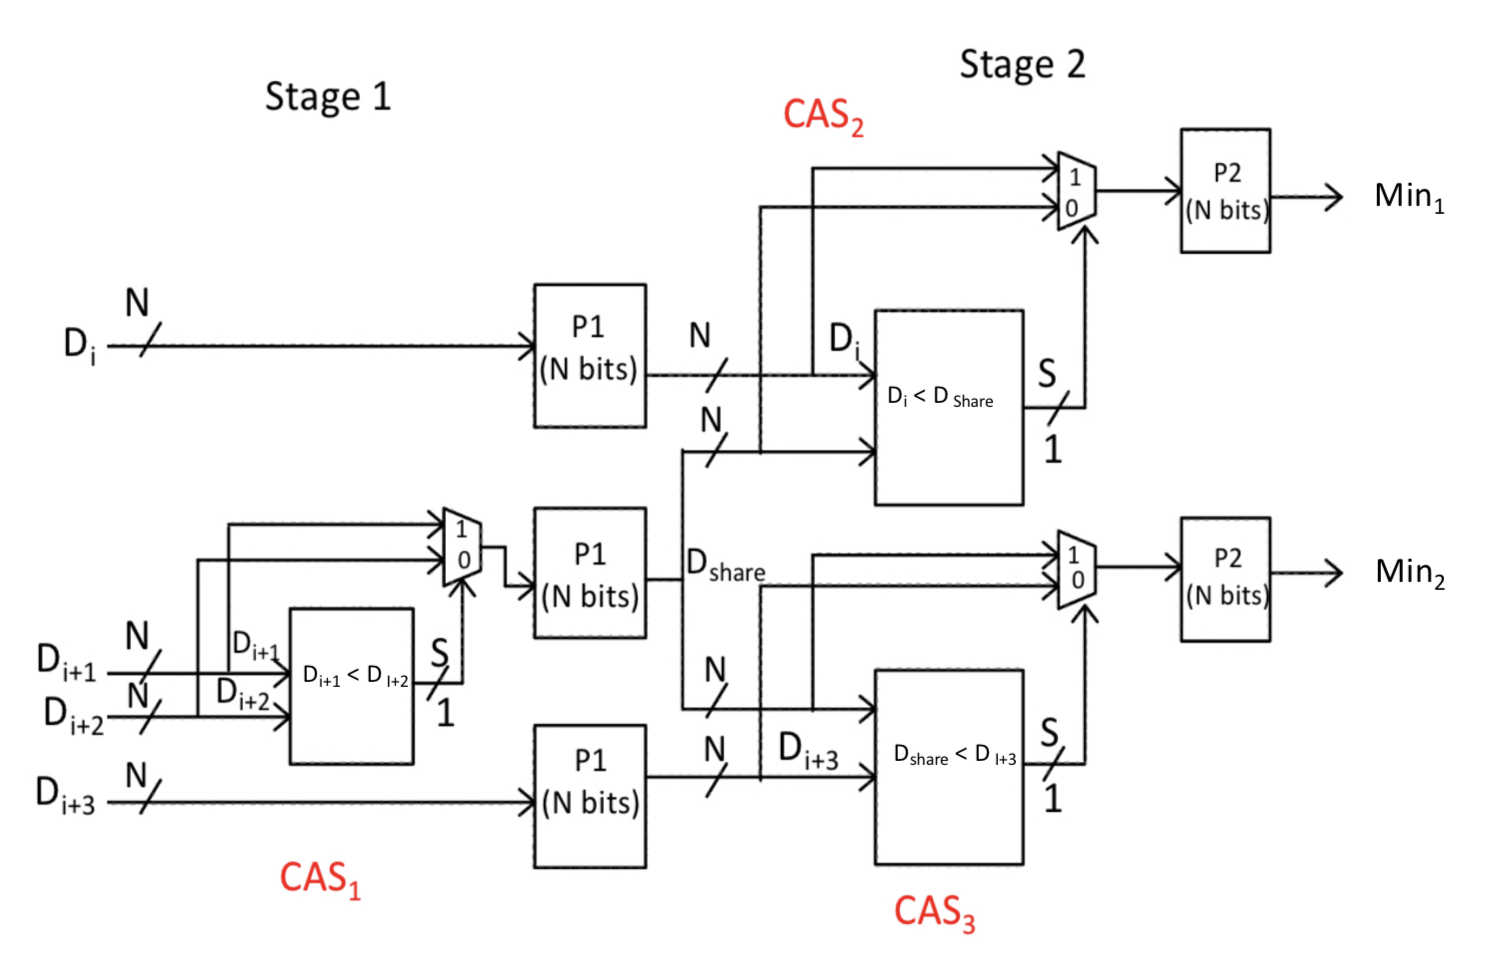 Stage 1
Stage 2
CAS2
1
0
P2
(N bits)
Min1
N
Di
P1
(N bits)
N
Di
Di < D Share
S
1
N
1
0
P1
(N bits)
Dshare
1
0
P2
(N bits)
Min2
N
Di+1
Di+1
Di+1 < D I+2
S
1
N
Di+2
Di+2
N
Di+3
P1
(N bits)
N
N
Di+3
Dshare < D I+3
S
1
CAS1
CAS3